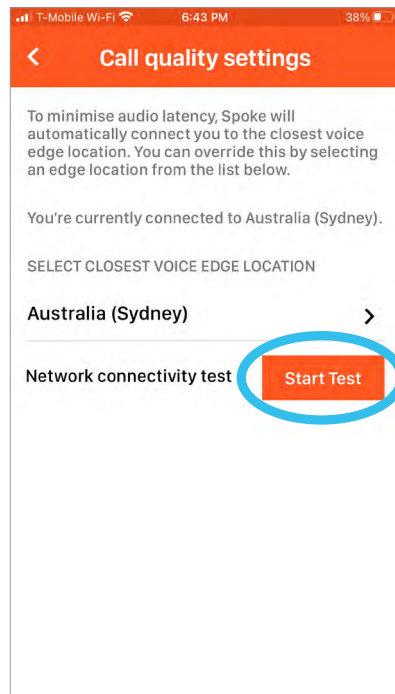 T-Mobile Wi-Fi 6:43 PM 38%
Call quality settings
To minimise audio latency, Spoke will
automatically connect you to the closest voice
edge location. You can override this by selecting
an edge location from the list below.
You're currently connected to Australia (Sydney).
SELECT CLOSEST VOICE EDGE LOCATION
Australia (Sydney)
Network connectivity test Start Test